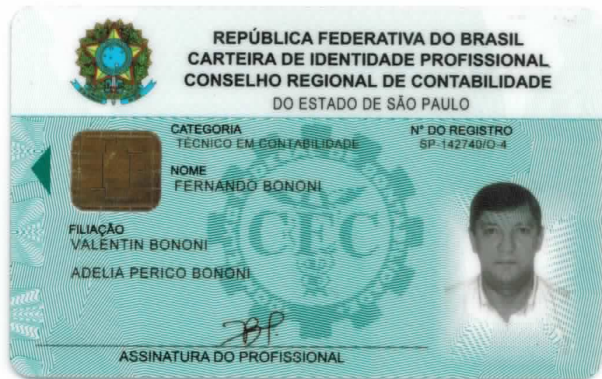 REPÚBLICA FEDERATIVA DO BRASIL
CARTEIRA DE IDENTIDADE PROFISSIONAL
CONSELHO REGIONAL DE CONTABILIDADE
DO ESTADO DE SÃO PAULO
CATEGORIA
TÉCNICO EM CONTABILIDADE
N° DO REGISTRO
SP-142740/O-4
NOME
FERNANDO BONONI
FILIAÇÃO
VALENTIN BONONI
ADELIA PERICO BONONI
CFC
ASSINATURA DO PROFISSIONAL